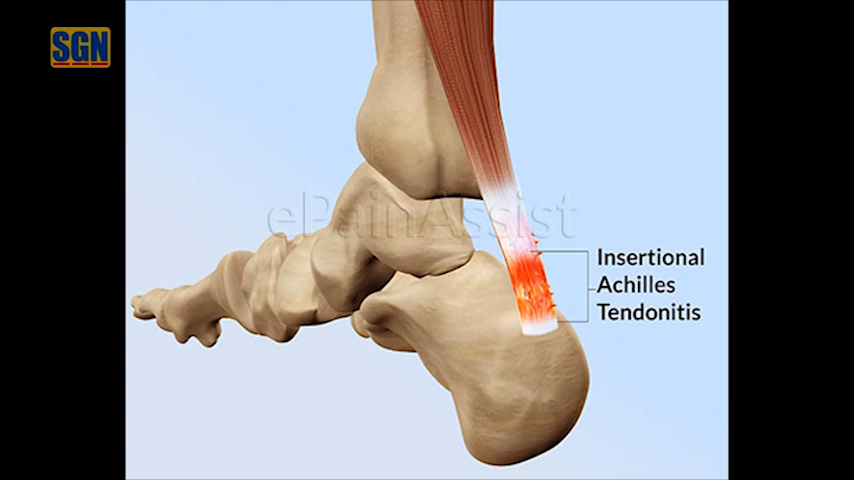 SGN
ePainAssist
Insertional
Achilles
Tendonitis